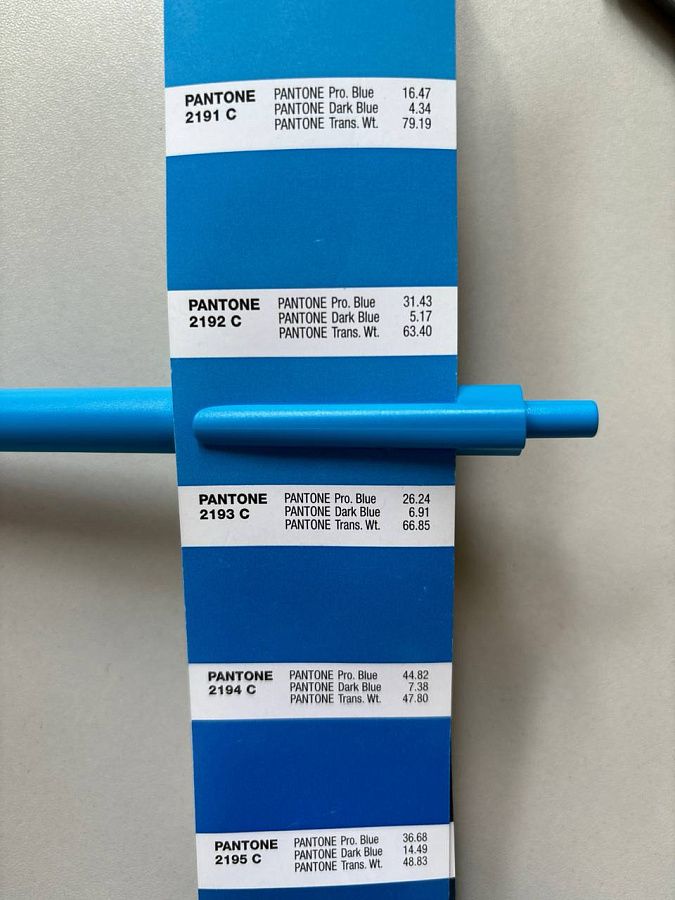 PANTONE
2191 C
PANTONE Pro. Blue 16.47
PANTONE Dark Blue 4.34
PANTONE Trans. Wt. 79.19
PANTONE
2192 C
PANTONE Pro. Blue 31.43
PANTONE Dark Blue 5.17
PANTONE Trans. Wt. 63.40
PANTONE
2193 C
PANTONE Pro. Blue 26.24
PANTONE Dark Blue 6.91
PANTONE Trans. Wt. 66.85
PANTONE
2194 C
PANTONE Pro. Blue 44.82
PANTONE Dark Blue 7.38
PANTONE Trans. Wt. 47.80
PANTONE
2195 C
PANTONE Pro. Blue 36.68
PANTONE Dark Blue 14.49
PANTONE Trans. Wt. 48.83